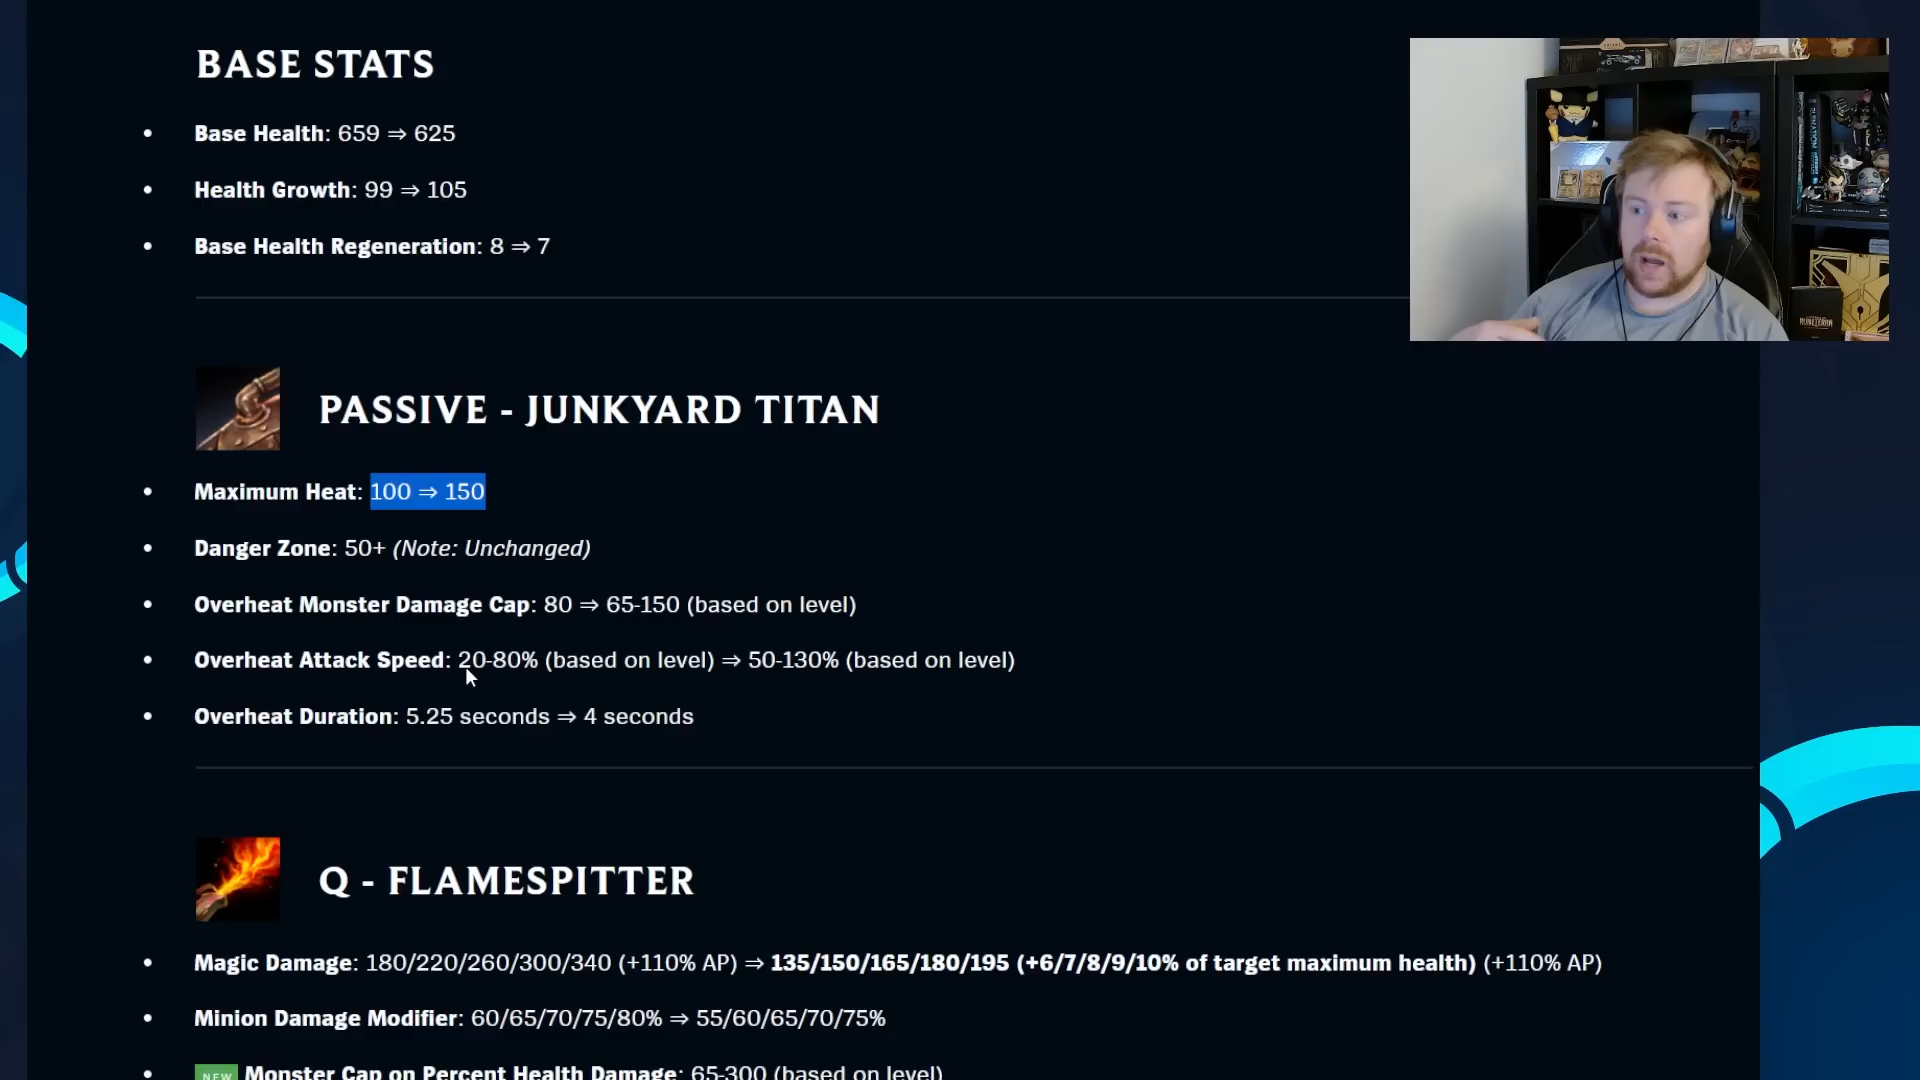 BASE STATS
• Base Health: 659 ⇒ 625
• Health Growth: 99 ⇒ 105
• Base Health Regeneration: 8 ⇒ 7
PASSIVE - JUNKYARD TITAN
• Maximum Heat: 100 ⇒ 150
• Danger Zone: 50+ (Note: Unchanged)
• Overheat Monster Damage Cap: 80 ⇒ 65-150 (based on level)
• Overheat Attack Speed: 20-80% (based on level) ⇒ 50-130% (based on level)
• Overheat Duration: 5.25 seconds ⇒ 4 seconds
Q - FLAMESPITTER
• Magic Damage: 180/220/260/300/340 (+110% AP) ⇒ 135/150/165/180/195 (+6/7/8/9/10% of target maximum health) (+110% AP)
• Minion Damage Modifier: 60/65/70/75/80% ⇒ 55/60/65/70/75%
• NEW Monster Cap on Percent Health Damage: 65-300 (based on level)